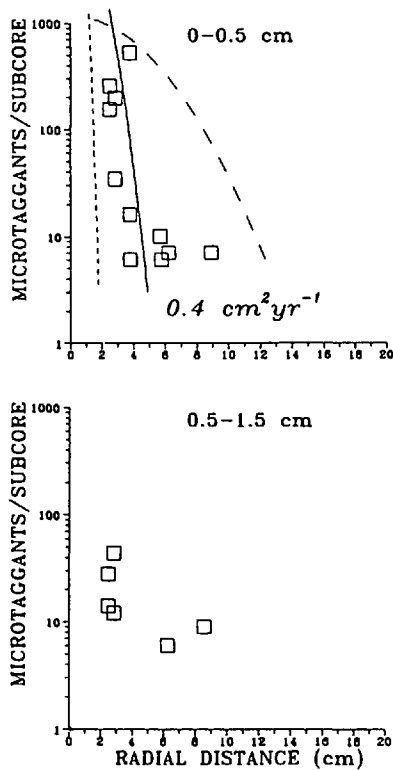 MICROTAGGANTS/SUBCORE
1000
100
10
1
0-0.5 cm
0.4 cm²yr⁻¹
0 2 4 6 8 10 12 14 16 18 20
MICROTAGGANTS/SUBCORE
1000
100
10
1
0.5-1.5 cm
0 2 4 6 8 10 12 14 16 18 20
RADIAL DISTANCE (cm)